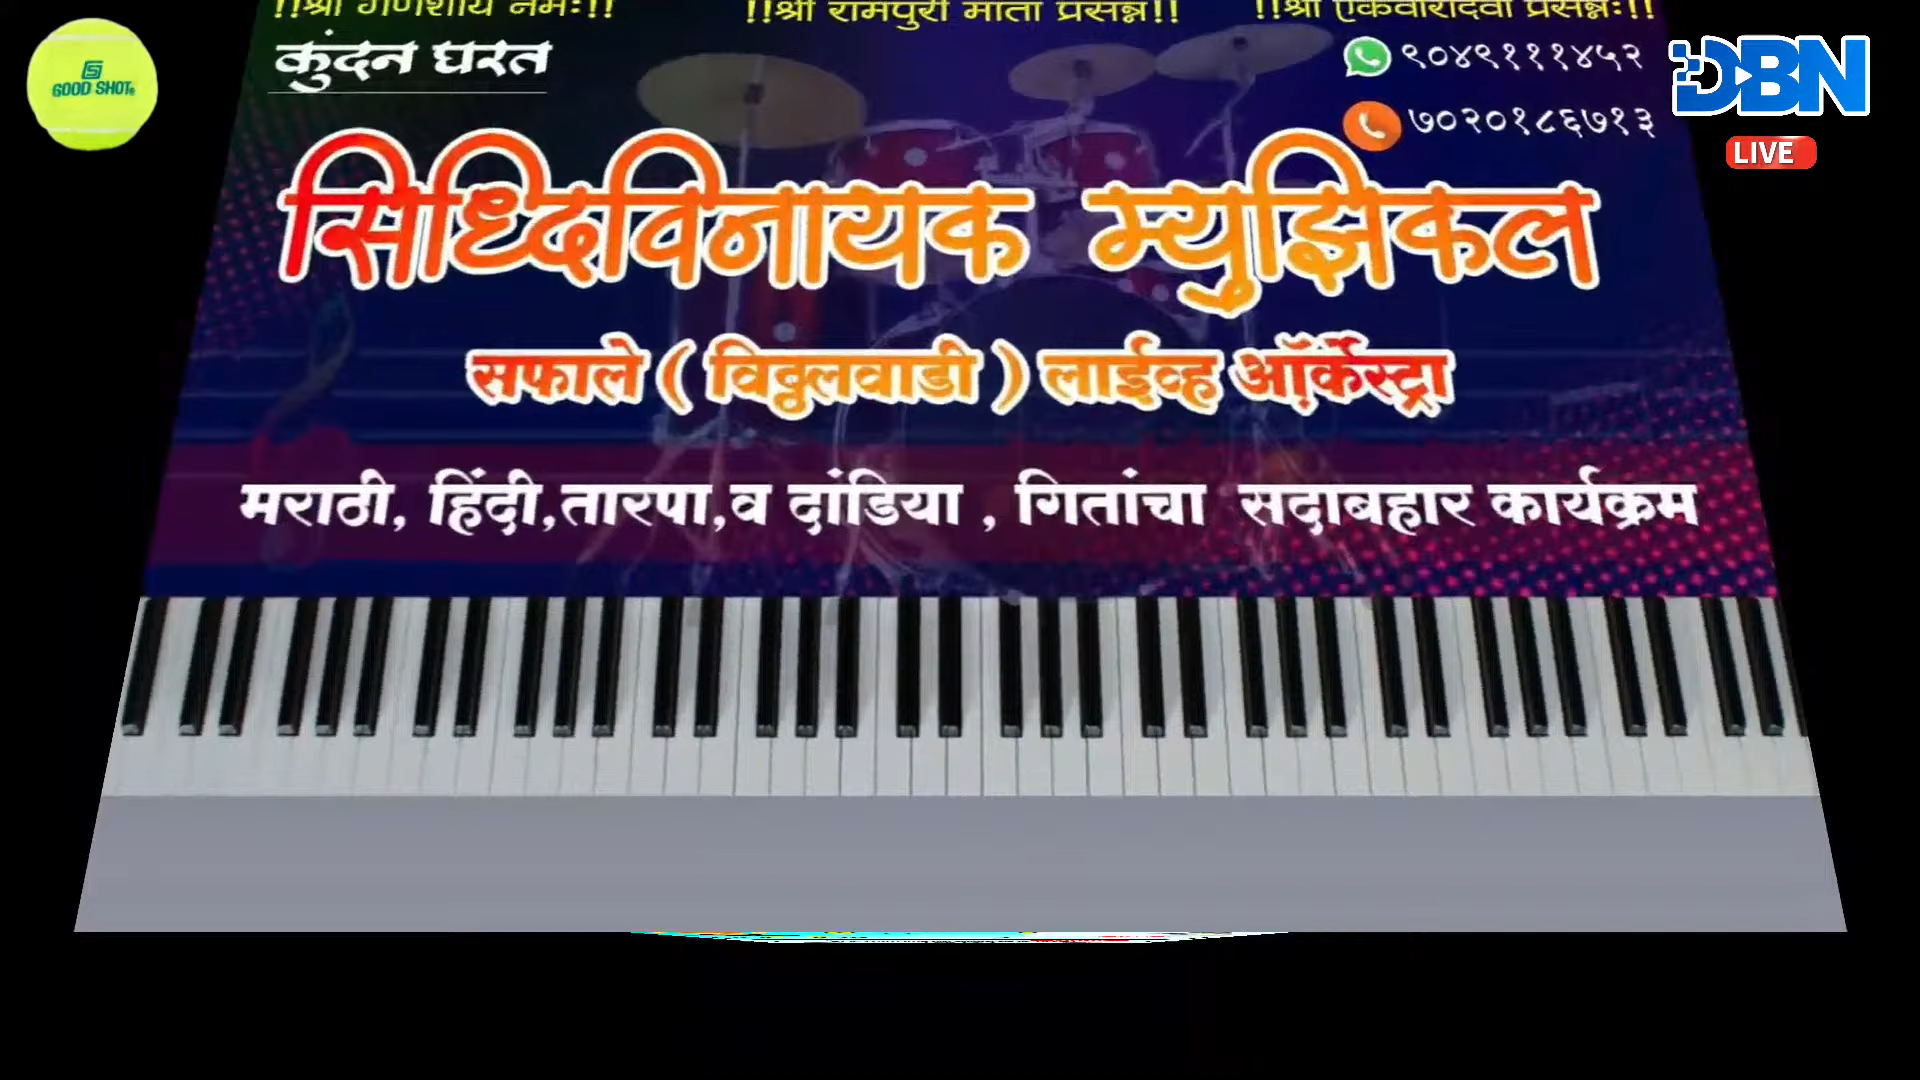 !!श्री गणेशाय नमः!! !!श्री रामपुरी माता प्रसन्न!! !!श्री एकवीरादेवी प्रसन्नः!!
GOOD SHOT
कुंदन घरत
९०४९१११४५२
७०२०१८६७१३
DBN
LIVE
सिध्दिविनायक म्युझिकल
सफाले ( विठ्ठलवाडी ) लाईव्ह ऑर्केस्ट्रा
मराठी, हिंदी,तारपा,व दांडिया , गितांचा सदाबहार कार्यक्रम